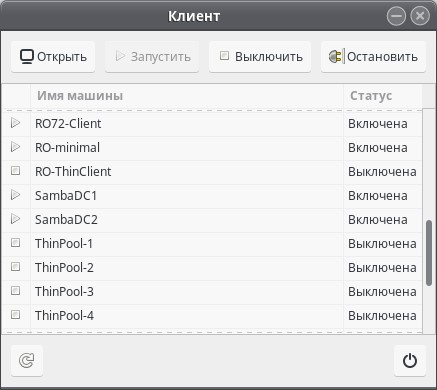 Клиент
Открыть Запустить Выключить Остановить
Имя машины Статус
RO72-Client Включена
RO-minimal Включена
RO-ThinClient Выключена
SambaDC1 Включена
SambaDC2 Включена
ThinPool-1 Выключена
ThinPool-2 Выключена
ThinPool-3 Выключена
ThinPool-4 Выключена